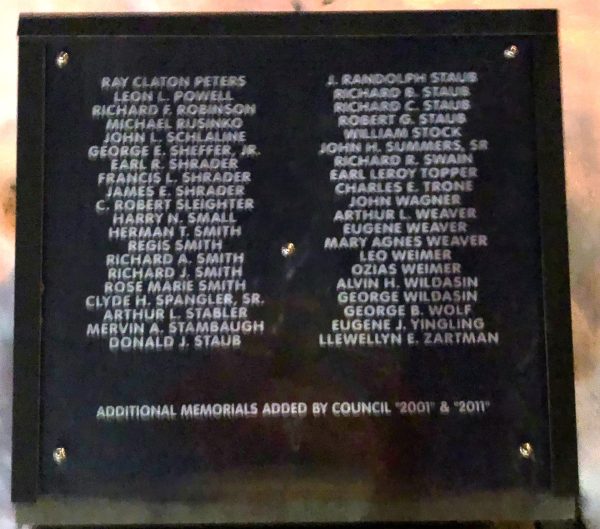 RAY CLATON PETERS
LEON L. POWELL
RICHARD F. ROBINSON
MICHAEL RUSINKO
JOHN L. SCHLALINE
GEORGE E. SHEFFER, JR.
EARL R. SHRADER
FRANCIS L. SHRADER
JAMES E. SHRADER
C. ROBERT SLEIGHTER
HARRY N. SMALL
HERMAN T. SMITH
REGIS SMITH
RICHARD A. SMITH
RICHARD J. SMITH
ROSE MARIE SMITH
CLYDE H. SPANGLER, SR.
ARTHUR L. STABLER
MERVIN A. STAMBAUGH
DONALD J. STAUB
J. RANDOLPH STAUB
RICHARD B. STAUB
RICHARD C. STAUB
ROBERT G. STAUB
WILLIAM STOCK
JOHN H. SUMMERS, SR
RICHARD R. SWAIN
EARL LEROY TOPPER
CHARLES E. TRONE
JOHN WAGNER
ARTHUR L. WEAVER
EUGENE WEAVER
MARY AGNES WEAVER
LEO WEIMER
OZIAS WEIMER
ALVIN H. WILDASIN
GEORGE WILDASIN
GEORGE B. WOLF
EUGENE J. YINGLING
LLEWELLYN E. ZARTMAN
ADDITIONAL MEMORIALS ADDED BY COUNCIL "2001" & "2011"